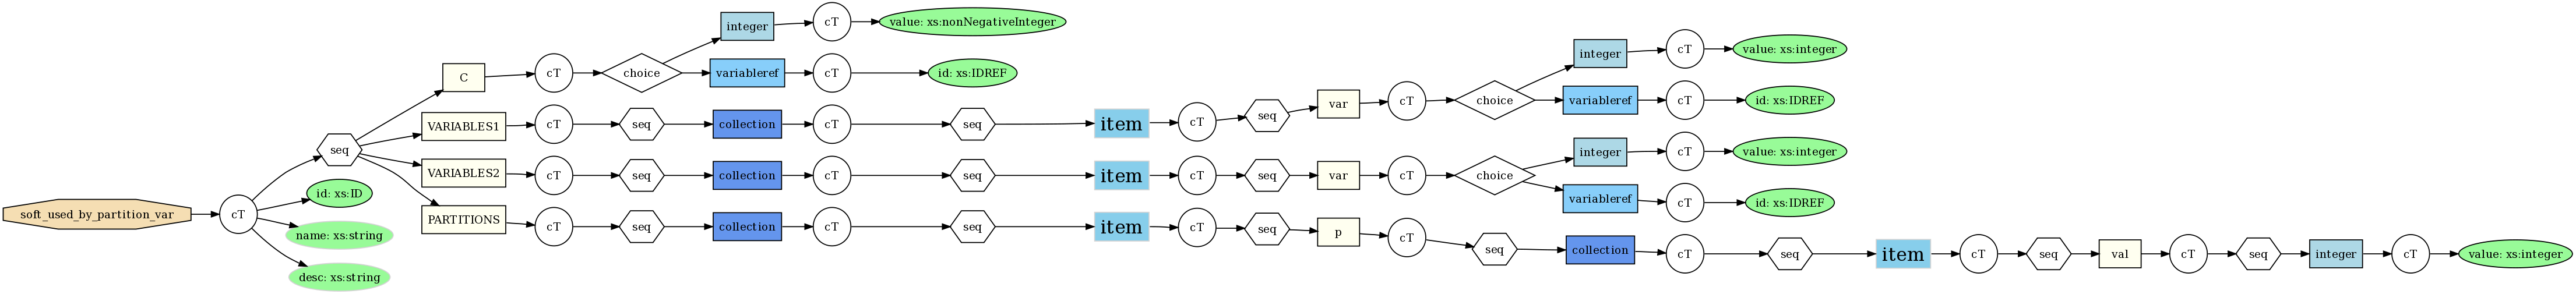 soft_used_by_partition_var
cT
seq
id: xs:ID
name: xs:string
desc: xs:string
C
cT
choice
integer
cT
value: xs:nonNegativeInteger
variableref
cT
id: xs:IDREF
VARIABLES1
cT
seq
collection
cT
seq
item
cT
seq
var
cT
choice
integer
cT
value: xs:integer
variableref
cT
id: xs:IDREF
VARIABLES2
cT
seq
collection
cT
seq
item
cT
seq
var
cT
choice
integer
cT
value: xs:integer
variableref
cT
id: xs:IDREF
PARTITIONS
cT
seq
collection
cT
seq
item
cT
seq
p
cT
seq
collection
cT
seq
item
cT
seq
val
cT
seq
integer
cT
value: xs:integer